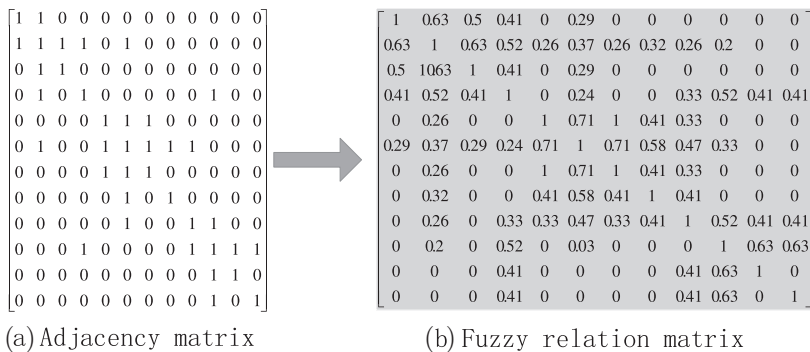 1 1 0 0 0 0 0 0 0 0 0 0
1 1 1 1 0 1 0 0 0 0 0 0
0 1 1 0 0 0 0 0 0 0 0 0
0 1 0 1 0 0 0 0 0 1 0 0
0 0 0 0 1 1 1 0 0 0 0 0
0 1 0 0 1 1 1 1 1 0 0 0
0 0 0 0 1 1 1 0 0 0 0 0
0 0 0 0 0 1 0 1 0 0 0 0
0 0 0 0 0 1 0 0 1 1 0 0
0 0 0 1 0 0 0 0 1 1 1 1
0 0 0 0 0 0 0 0 0 1 1 0
0 0 0 0 0 0 0 0 0 1 0 1
(a) Adjacency matrix
1 0.63 0.5 0.41 0 0.29 0 0 0 0 0 0
0.63 1 0.63 0.52 0.26 0.37 0.26 0.32 0.26 0.2 0 0
0.5 1063 1 0.41 0 0.29 0 0 0 0 0 0
0.41 0.52 0.41 1 0 0.24 0 0 0.33 0.52 0.41 0.41
0 0.26 0 0 1 0.71 1 0.41 0.33 0 0 0
0.29 0.37 0.29 0.24 0.71 1 0.71 0.58 0.47 0.33 0 0
0 0.26 0 0 1 0.71 1 0.41 0.33 0 0 0
0 0.32 0 0 0.41 0.58 0.41 1 0.41 0 0 0
0 0.26 0 0.33 0.33 0.47 0.33 0.41 1 0.52 0.41 0.41
0 0.2 0 0.52 0 0.03 0 0 0 1 0.63 0.63
0 0 0 0.41 0 0 0 0 0.41 0.63 1 0
0 0 0 0.41 0 0 0 0 0.41 0.63 0 1
(b) Fuzzy relation matrix